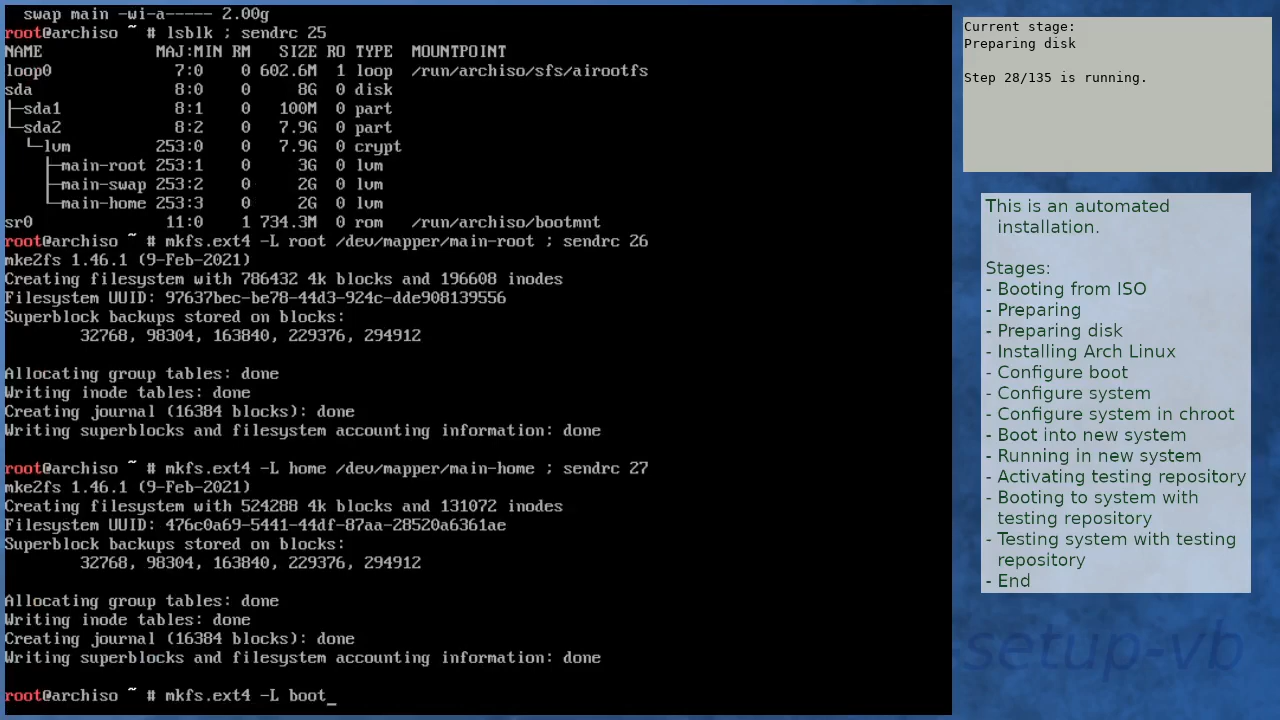 swap main -wi-a----- 2.00g
root@archiso ~ # lsblk ; sendrc 25
NAME            MAJ:MIN RM   SIZE RO TYPE  MOUNTPOINT
loop0             7:0    0 602.6M  1 loop  /run/archiso/sfs/airootfs
sda               8:0    0     8G  0 disk
├─sda1            8:1    0   100M  0 part
└─sda2            8:2    0   7.9G  0 part
  └─lvm         253:0    0   7.9G  0 crypt
    ├─main-root 253:1    0     3G  0 lvm
    ├─main-swap 253:2    0     2G  0 lvm
    └─main-home 253:3    0     2G  0 lvm
sr0              11:0    1 734.3M  0 rom   /run/archiso/bootmnt
root@archiso ~ # mkfs.ext4 -L root /dev/mapper/main-root ; sendrc 26
mke2fs 1.46.1 (9-Feb-2021)
Creating filesystem with 786432 4k blocks and 196608 inodes
Filesystem UUID: 97637bec-be78-44d3-924c-dde908139556
Superblock backups stored on blocks:
        32768, 98304, 163840, 229376, 294912

Allocating group tables: done
Writing inode tables: done
Creating journal (16384 blocks): done
Writing superblocks and filesystem accounting information: done

root@archiso ~ # mkfs.ext4 -L home /dev/mapper/main-home ; sendrc 27
mke2fs 1.46.1 (9-Feb-2021)
Creating filesystem with 524288 4k blocks and 131072 inodes
Filesystem UUID: 476c0a69-5441-44df-87aa-28520a6361ae
Superblock backups stored on blocks:
        32768, 98304, 163840, 229376, 294912

Allocating group tables: done
Writing inode tables: done
Creating journal (16384 blocks): done
Writing superblocks and filesystem accounting information: done

root@archiso ~ # mkfs.ext4 -L boot_
Current stage:
Preparing disk

Step 28/135 is running.
This is an automated
installation.

Stages:
- Booting from ISO
- Preparing
- Preparing disk
- Installing Arch Linux
- Configure boot
- Configure system
- Configure system in chroot
- Boot into new system
- Running in new system
- Activating testing repository
- Booting to system with
testing repository
- Testing system with testing
repository
- End
setup-vb